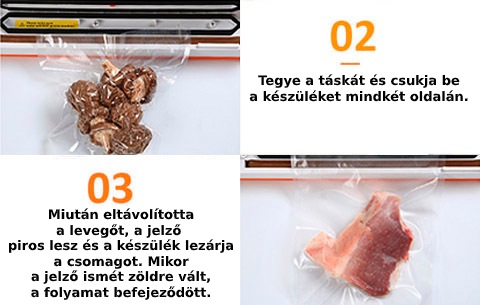 02
Tegye a táskát és csukja be
a készüléket mindkét oldalán.
03
Miután eltávolította
a levegőt, a jelző
piros lesz és a készülék lezárja
a csomagot. Mikor
a jelző ismét zöldre vált,
a folyamat befejeződött.